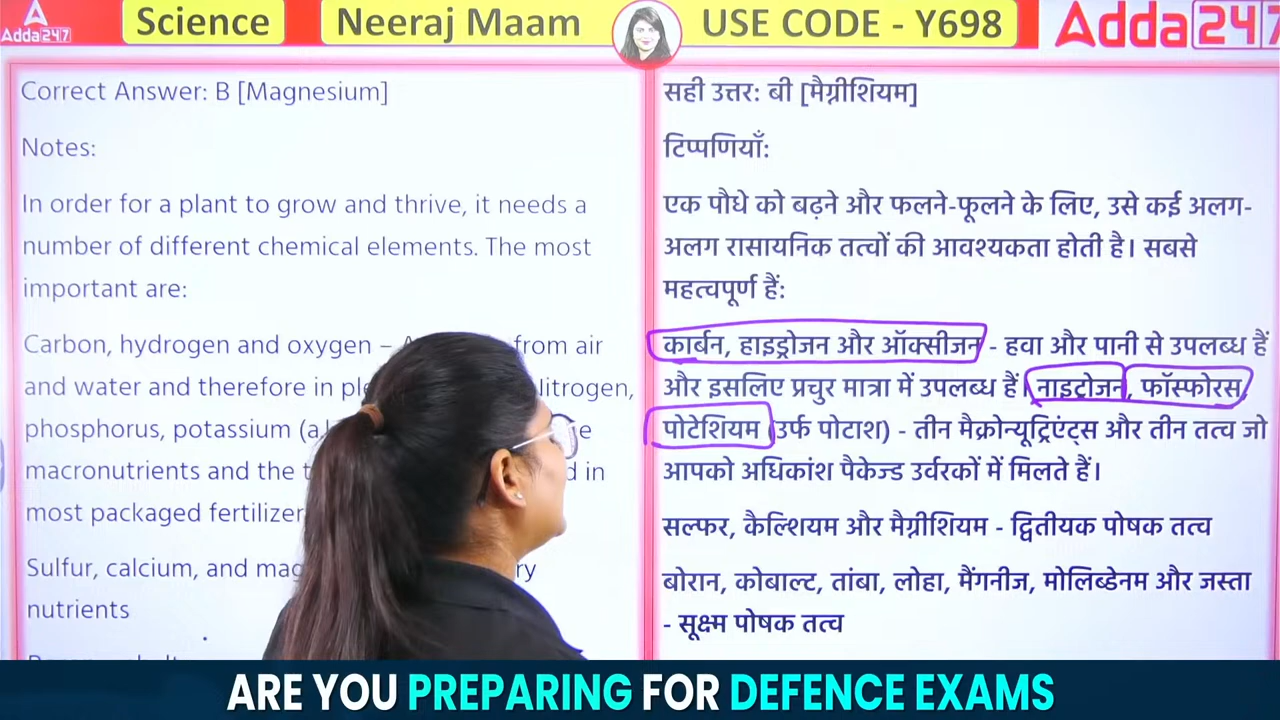 Adda247
Science
Neeraj Maam
USE CODE - Y698
Adda247
Correct Answer: B [Magnesium]
Notes:
In order for a plant to grow and thrive, it needs a
number of different chemical elements. The most
important are:
Carbon, hydrogen and oxygen – from air
and water and therefore in
phosphorus, potassium
macronutrients and the in
most packaged
Sulfur, calcium, and
nutrients
सही उत्तर: बी [मैग्नीशियम]
टिप्पणियाँ:
एक पौधे को बढ़ने और फलने-फूलने के लिए, उसे कई अलग-
अलग रासायनिक तत्वों की आवश्यकता होती है। सबसे
महत्वपूर्ण हैं:
कार्बन, हाइड्रोजन और ऑक्सीजन - हवा और पानी से उपलब्ध हैं
और इसलिए प्रचुर मात्रा में उपलब्ध हैं। नाइट्रोजन, फॉस्फोरस,
पोटेशियम (उर्फ पोटाश) - तीन मैक्रोन्यूट्रिएंट्स और तीन तत्व जो
आपको अधिकांश पैकेज्ड उर्वरकों में मिलते हैं।
सल्फर, कैल्शियम और मैग्नीशियम - द्वितीयक पोषक तत्व
बोरान, कोबाल्ट, तांबा, लोहा, मैंगनीज, मोलिब्डेनम और जस्ता
- सूक्ष्म पोषक तत्व
ARE YOU PREPARING FOR DEFENCE EXAMS